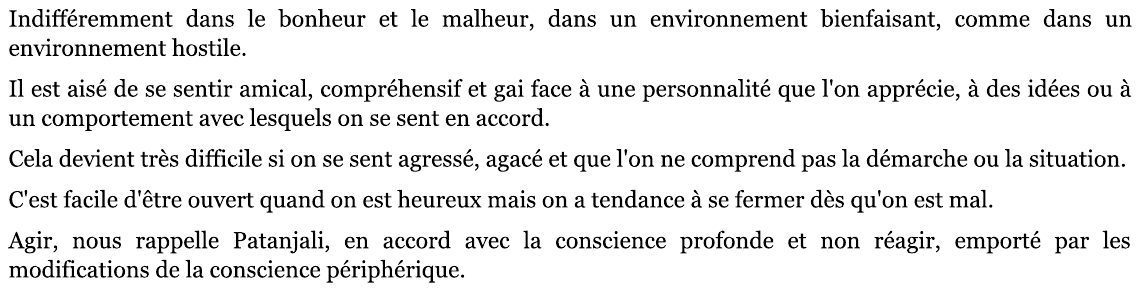 Indifféremment dans le bonheur et le malheur, dans un environnement bienfaisant, comme dans un
environnement hostile.
Il est aisé de se sentir amical, compréhensif et gai face à une personnalité que l'on apprécie, à des idées ou à
un comportement avec lesquels on se sent en accord.
Cela devient très difficile si on se sent agressé, agacé et que l'on ne comprend pas la démarche ou la situation.
C'est facile d'être ouvert quand on est heureux mais on a tendance à se fermer dès qu'on est mal.
Agir, nous rappelle Patanjali, en accord avec la conscience profonde et non réagir, emporté par les
modifications de la conscience périphérique.